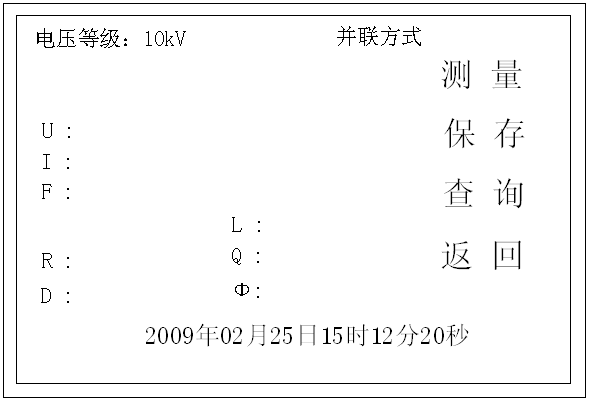 电压等级：10kV 并联方式
测 量
U：
保 存
I：
F：
查 询
L：
R：
Q：
返 回
D：
Φ：
2009年02月25日15时12分20秒